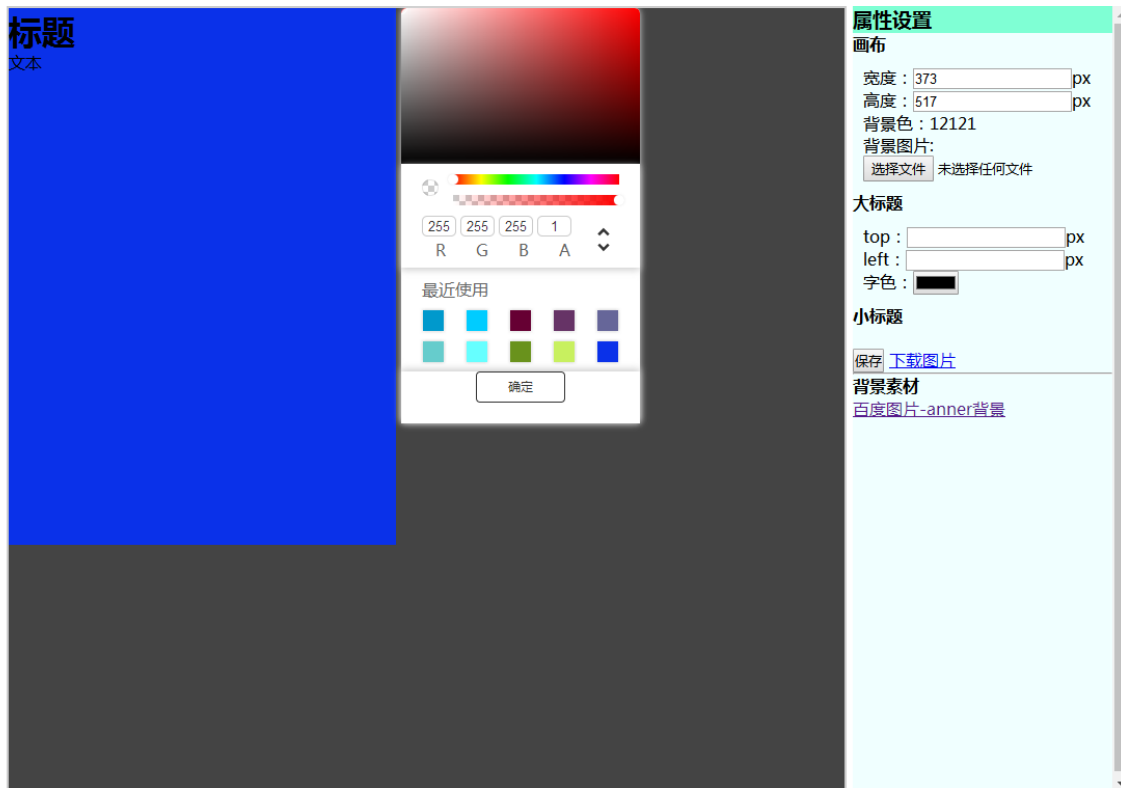 标题
文本
255 255 255 1
R G B A
最近使用
确定
属性设置
画布
宽度：373px
高度：517px
背景色：12121
背景图片:
选择文件 未选择任何文件
大标题
top：px
left：px
字色：
小标题
保存 下载图片
背景素材
百度图片-anner背景